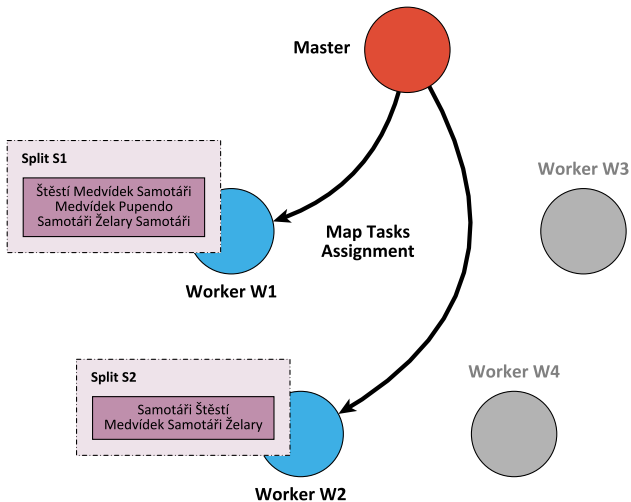 Master
Split S1
Štěstí Medvídek Samotáři
Medvídek Pupendo
Samotáři Želary Samotáři
Worker W3
Map Tasks
Assignment
Worker W1
Split S2
Samotáři Štěstí
Medvídek Samotáři Želary
Worker W4
Worker W2